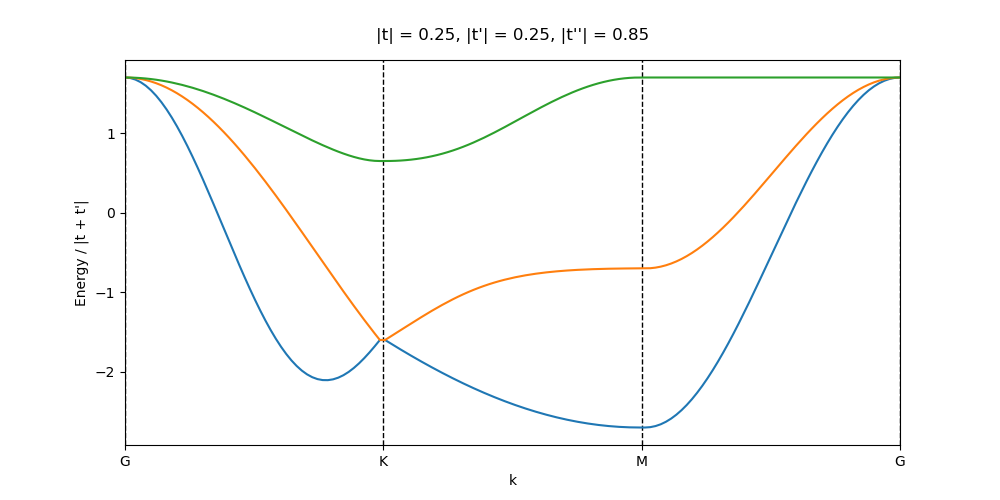 |t| = 0.25, |t'| = 0.25, |t''| = 0.85
Energy / |t + t'|
1
0
−1
−2
G K M G
k